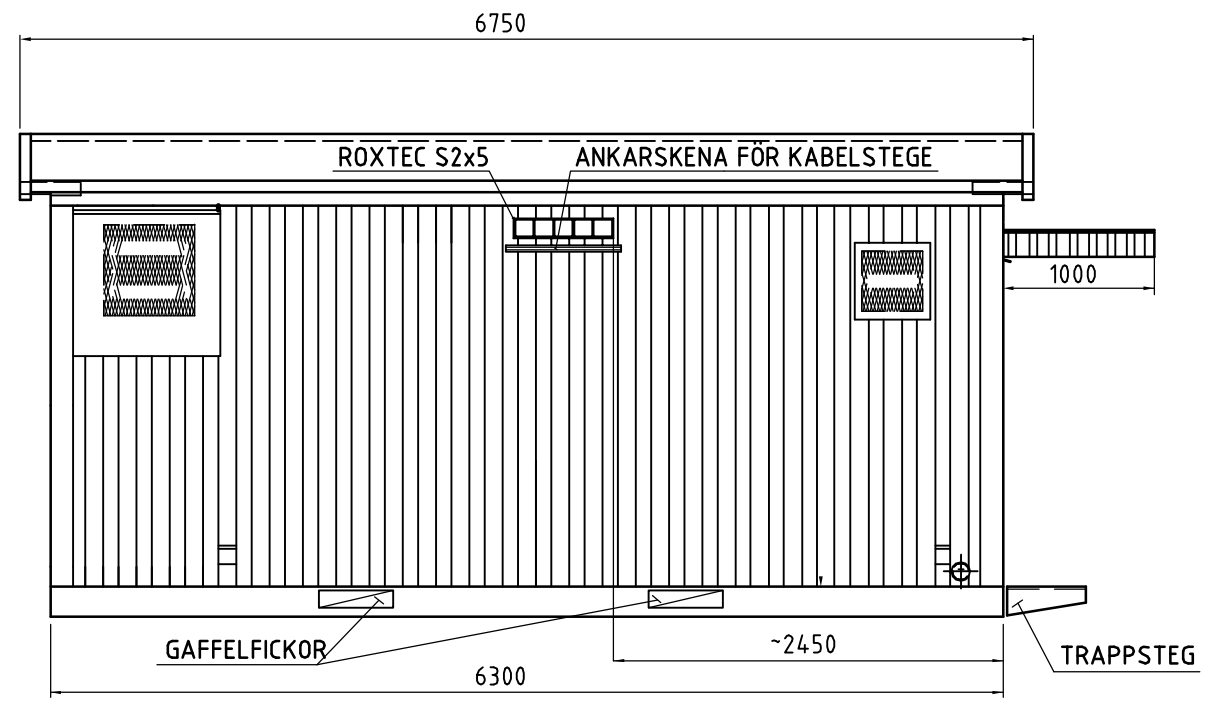 6750
ROXTEC S2x5
ANKARSKENA FÖR KABELSTEGE
1000
GAFFELFICKOR
~2450
TRAPPSTEG
6300